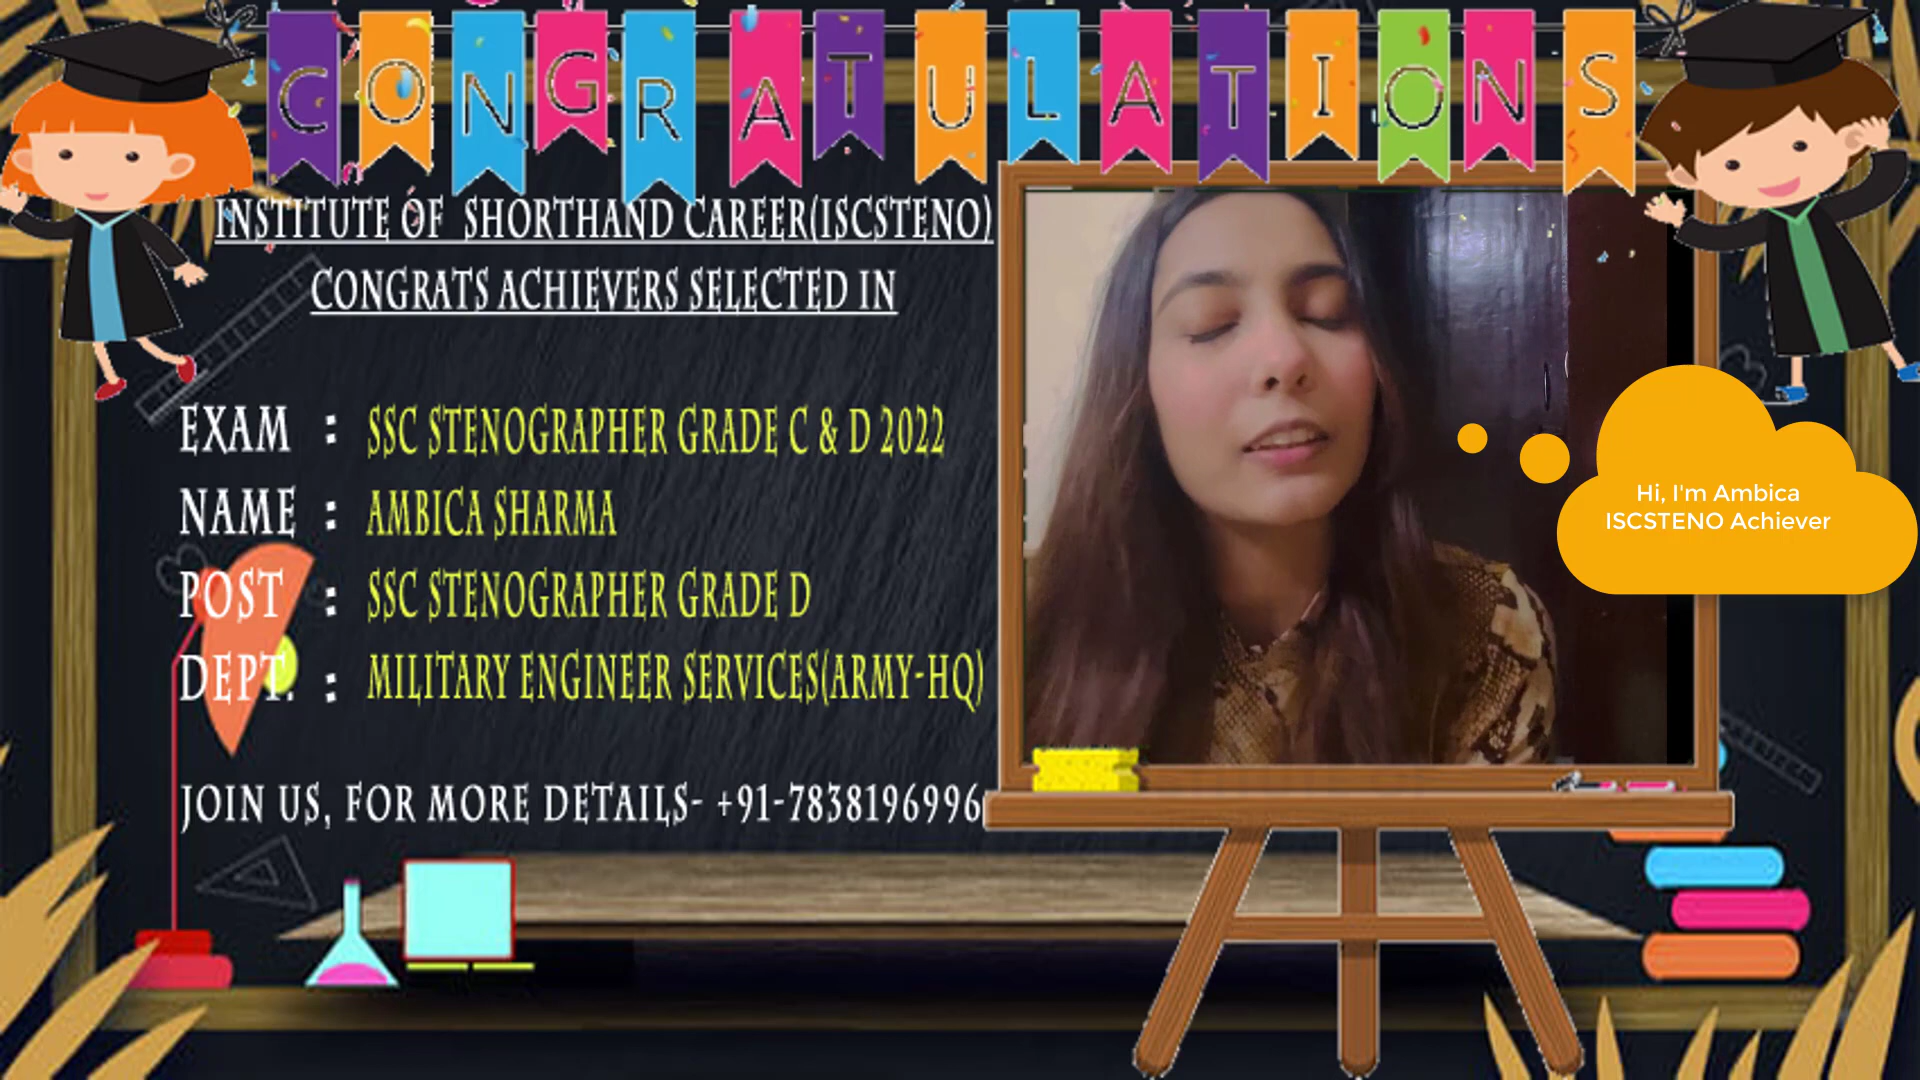 CONGRATULATIONS
INSTITUTE OF SHORTHAND CAREER(ISCSTENO)
CONGRATS ACHIEVERS SELECTED IN
EXAM : SSC STENOGRAPHER GRADE C & D 2022
NAME : AMBICA SHARMA
POST : SSC STENOGRAPHER GRADE D
DEPT. : MILITARY ENGINEER SERVICES(ARMY-HQ)
JOIN US, FOR MORE DETAILS- +91-7838196996
Hi, I'm Ambica
ISCSTENO Achiever